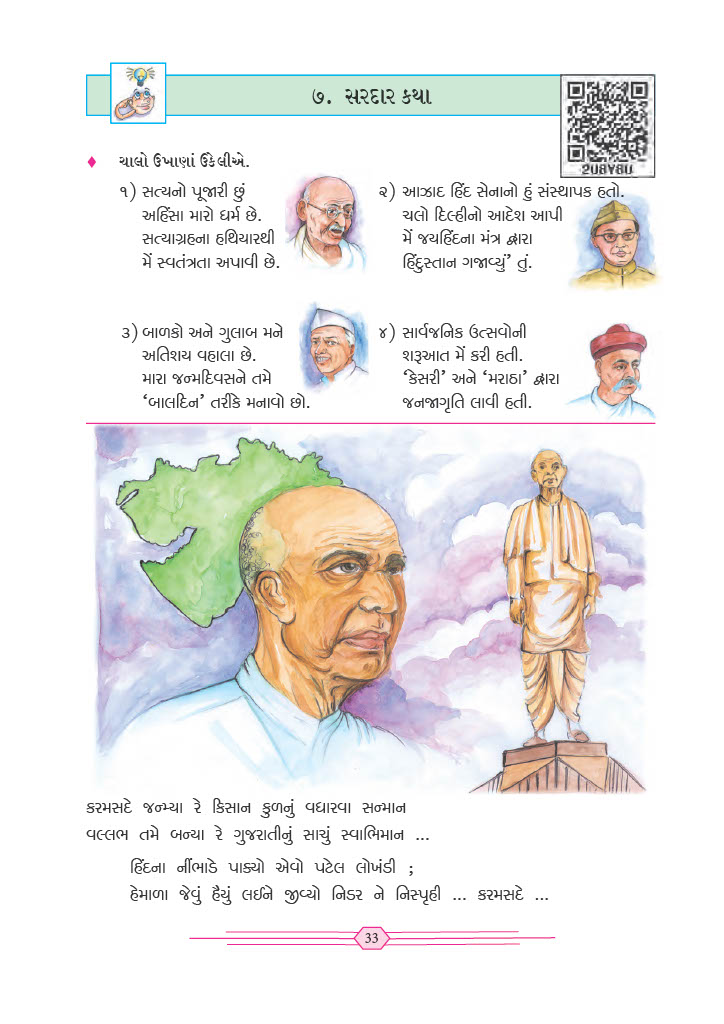 ૭. સરદાર કથા
2U8Y8U
♦ ચાલો ઉખાણાં ઉકેલીએ.
૧) સત્યનો પૂજારી છું
અહિંસા મારો ધર્મ છે.
સત્યાગ્રહના હથિયારથી
મેં સ્વતંત્રતા અપાવી છે.
૨) આઝાદ હિંદ સેનાનો હું સંસ્થાપક હતો.
ચલો દિલ્હીનો આદેશ આપી
મેં જયહિંદના મંત્ર દ્વારા
હિંદુસ્તાન ગજાવ્યું’ તું.
૩) બાળકો અને ગુલાબ મને
અતિશય વહાલા છે.
મારા જન્મદિવસને તમે
‘બાલદિન’ તરીકે મનાવો છો.
૪) સાર્વજનિક ઉત્સવોની
શરૂઆત મેં કરી હતી.
‘કેસરી’ અને ‘મરાઠા’ દ્વારા
જનજાગૃતિ લાવી હતી.
કરમસદે જન્મ્યા રે કિસાન કુળનું વધારવા સન્માન
વલ્લભ તમે બન્યા રે ગુજરાતીનું સાચું સ્વાભિમાન ...
હિંદના નીંભાડે પાક્યો એવો પટેલ લોખંડી ;
હેમાળા જેવું હૈયું લઈને જીવ્યો નિડર ને નિસ્પૃહી ... કરમસદે ...
33